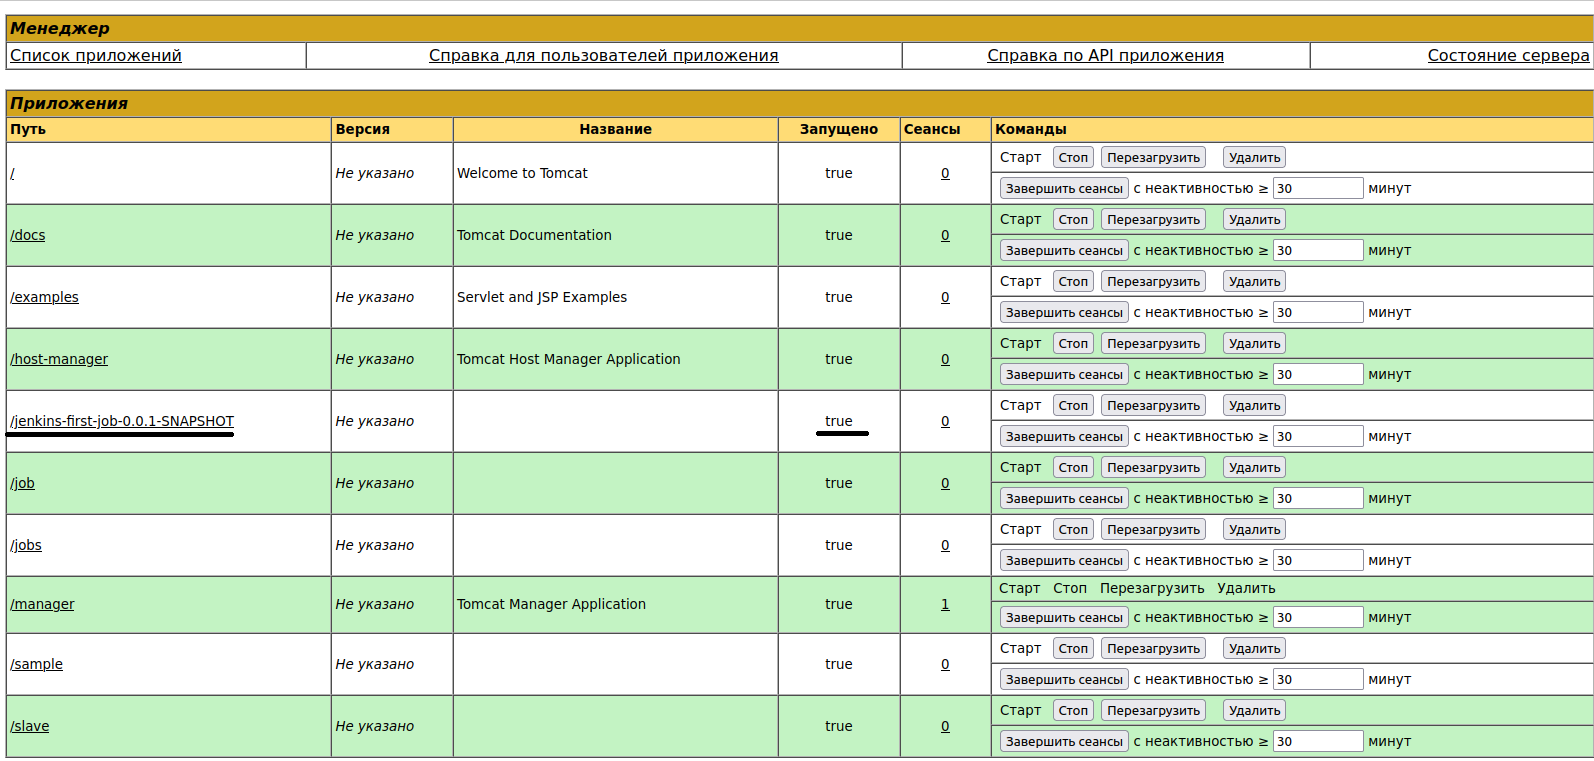 Менеджер
Список приложений Справка для пользователей приложения Справка по API приложения Состояние сервера
Приложения
Путь Версия Название Запущено Сеансы Команды
/ Не указано Welcome to Tomcat true 0 Старт Стоп Перезагрузить Удалить
Завершить сеансы с неактивностью ≥ 30 минут
/docs Не указано Tomcat Documentation true 0 Старт Стоп Перезагрузить Удалить
Завершить сеансы с неактивностью ≥ 30 минут
/examples Не указано Servlet and JSP Examples true 0 Старт Стоп Перезагрузить Удалить
Завершить сеансы с неактивностью ≥ 30 минут
/host-manager Не указано Tomcat Host Manager Application true 0 Старт Стоп Перезагрузить Удалить
Завершить сеансы с неактивностью ≥ 30 минут
/jenkins-first-job-0.0.1-SNAPSHOT Не указано true 0 Старт Стоп Перезагрузить Удалить
Завершить сеансы с неактивностью ≥ 30 минут
/job Не указано true 0 Старт Стоп Перезагрузить Удалить
Завершить сеансы с неактивностью ≥ 30 минут
/jobs Не указано true 0 Старт Стоп Перезагрузить Удалить
Завершить сеансы с неактивностью ≥ 30 минут
/manager Не указано Tomcat Manager Application true 1 Старт Стоп Перезагрузить Удалить
Завершить сеансы с неактивностью ≥ 30 минут
/sample Не указано true 0 Старт Стоп Перезагрузить Удалить
Завершить сеансы с неактивностью ≥ 30 минут
/slave Не указано true 0 Старт Стоп Перезагрузить Удалить
Завершить сеансы с неактивностью ≥ 30 минут